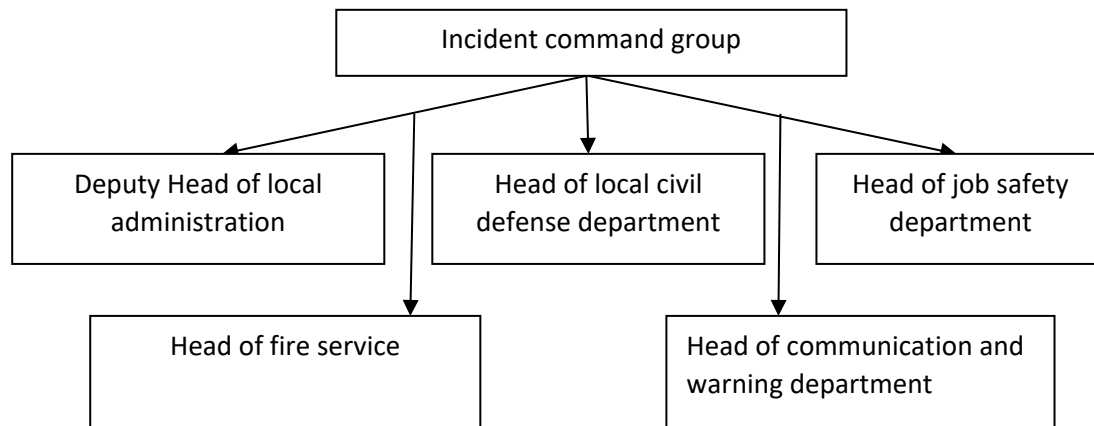 Incident command group
Deputy Head of local
administration
Head of local civil
defense department
Head of job safety
department
Head of fire service
Head of communication and
warning department